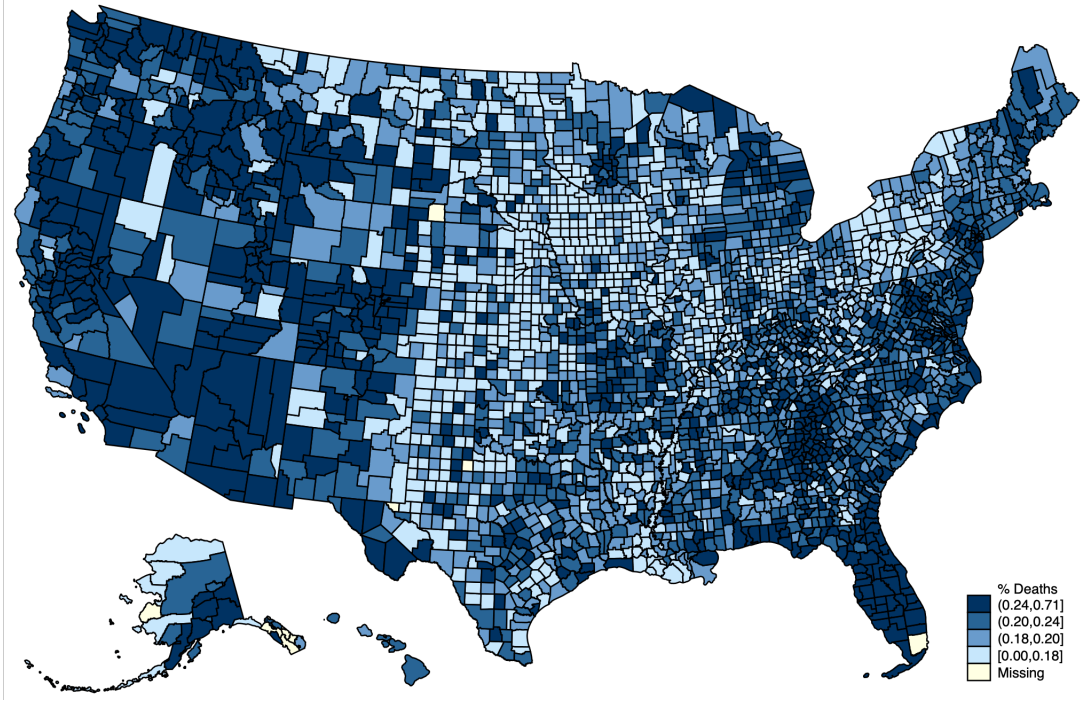 % Deaths
(0.24,0.71]
(0.20,0.24]
(0.18,0.20]
[0.00,0.18]
Missing